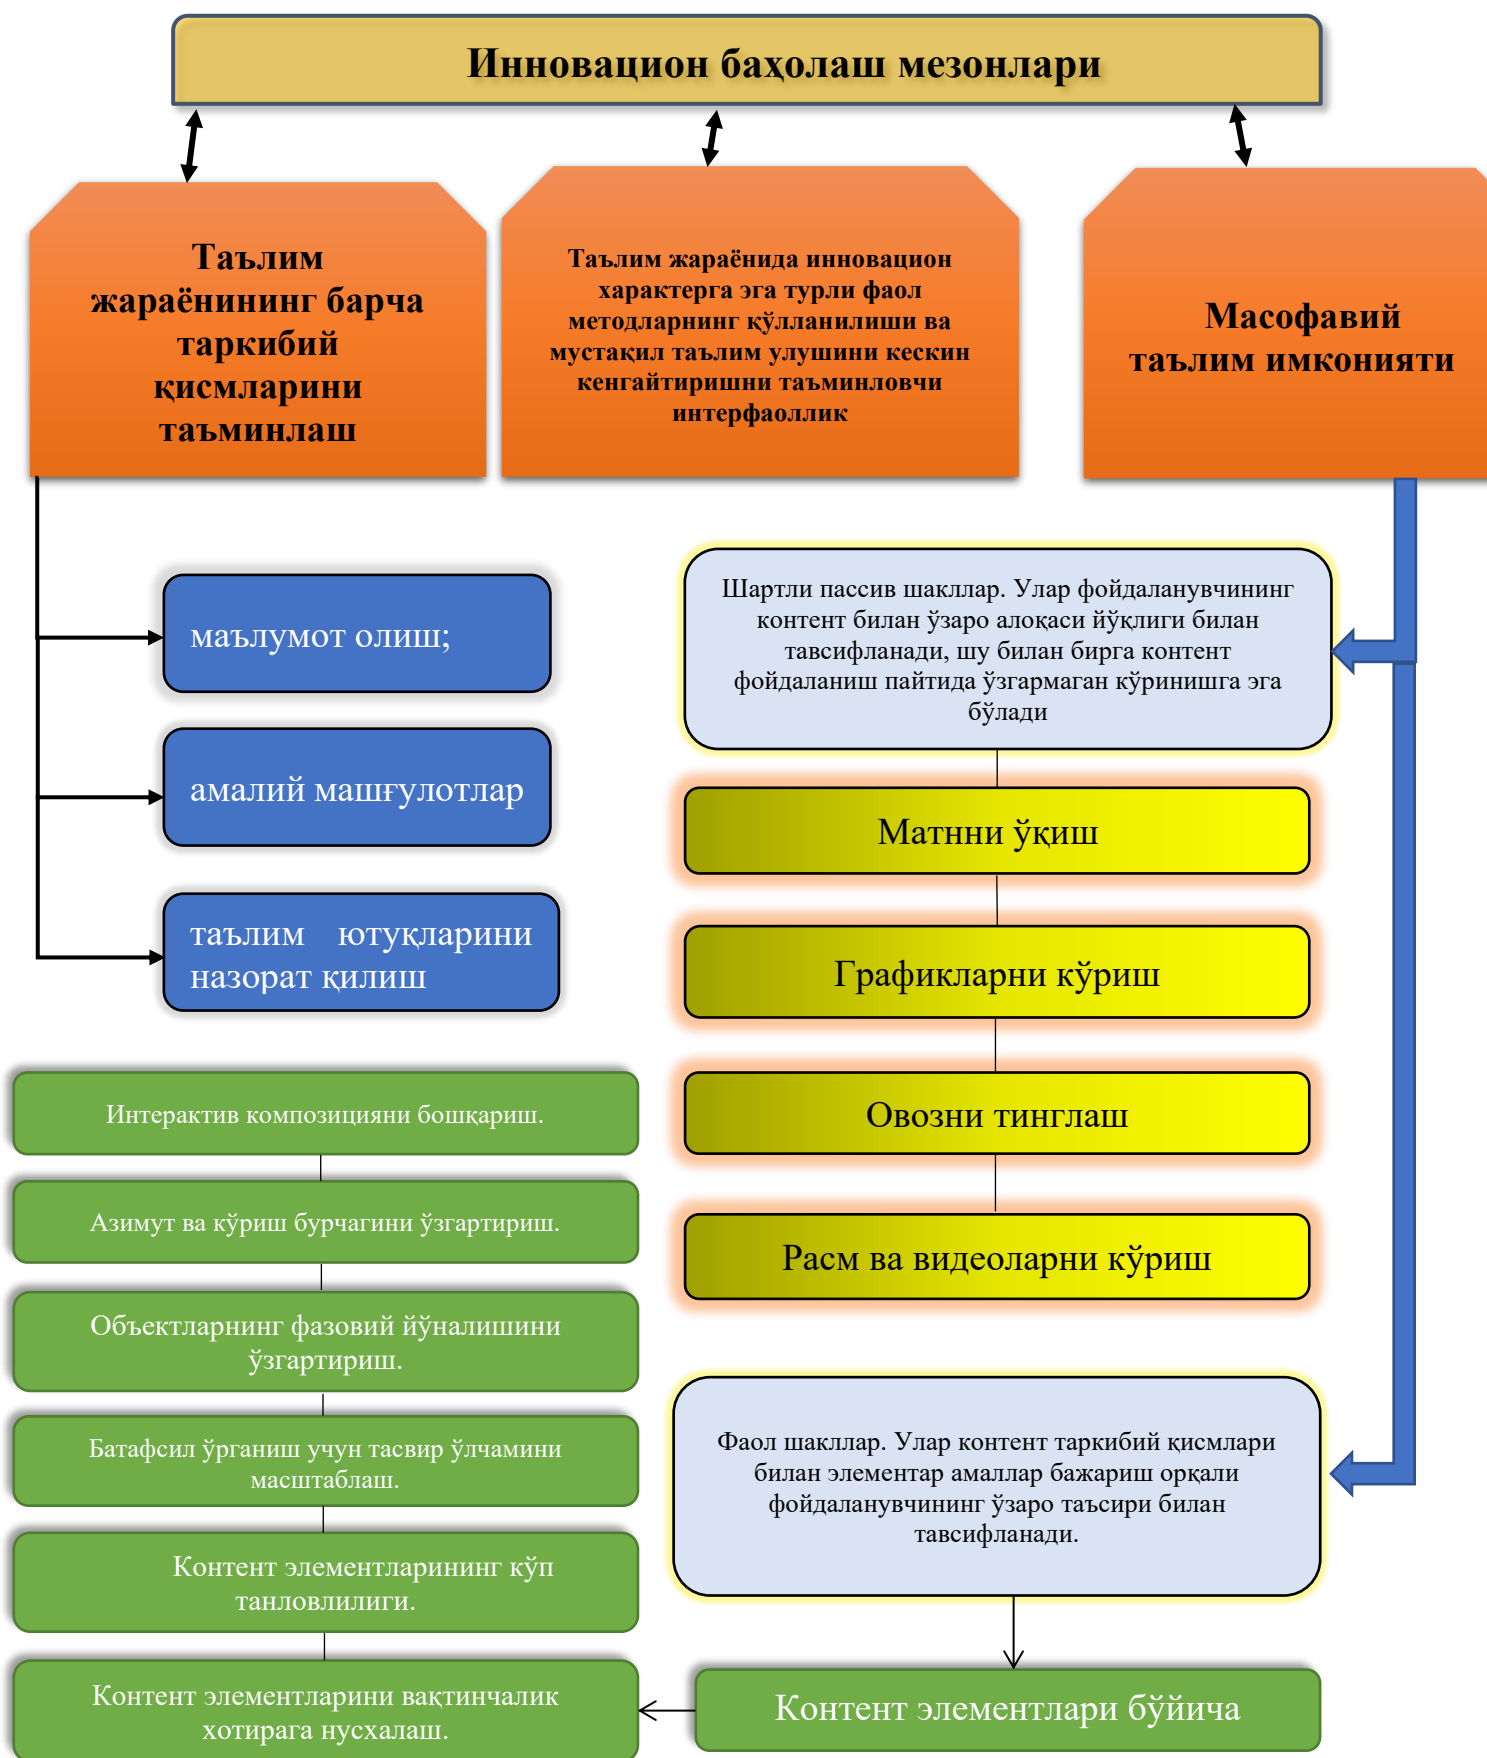 Инновацион баҳолаш мезонлари
Таълим
жараёнининг барча
таркибий
қисмларини
таъминлаш
Таълим жараёнида инновацион
характерга эга турли фаол
методларнинг қўлланилиши ва
мустақил таълим улушини кескин
кенгайтиришни таъминловчи
интерфаоллик
Масофавий
таълим имконияти
маълумот олиш;
амалий машғулотлар
таълим ютуқларини
назорат қилиш
Шартли пассив шакллар. Улар фойдаланувчининг
контент билан ўзаро алоқаси йўқлиги билан
тавсифланади, шу билан бирга контент
фойдаланиш пайтида ўзгармаган кўринишга эга
бўлади
Матнни ўқиш
Графикларни кўриш
Овозни тинглаш
Расм ва видеоларни кўриш
Фаол шакллар. Улар контент таркибий қисмлари
билан элементар амаллар бажариш орқали
фойдаланувчининг ўзаро таъсири билан
тавсифланади.
Контент элементлари бўйича
Интерактив композицияни бошқариш.
Азимут ва кўриш бурчагини ўзгартириш.
Объектларнинг фазовий йўналишини
ўзгартириш.
Батафсил ўрганиш учун тасвир ўлчамини
масштаблаш.
Контент элементларининг кўп
танловлилиги.
Контент элементларини вақтинчалик
хотирага нусхалаш.